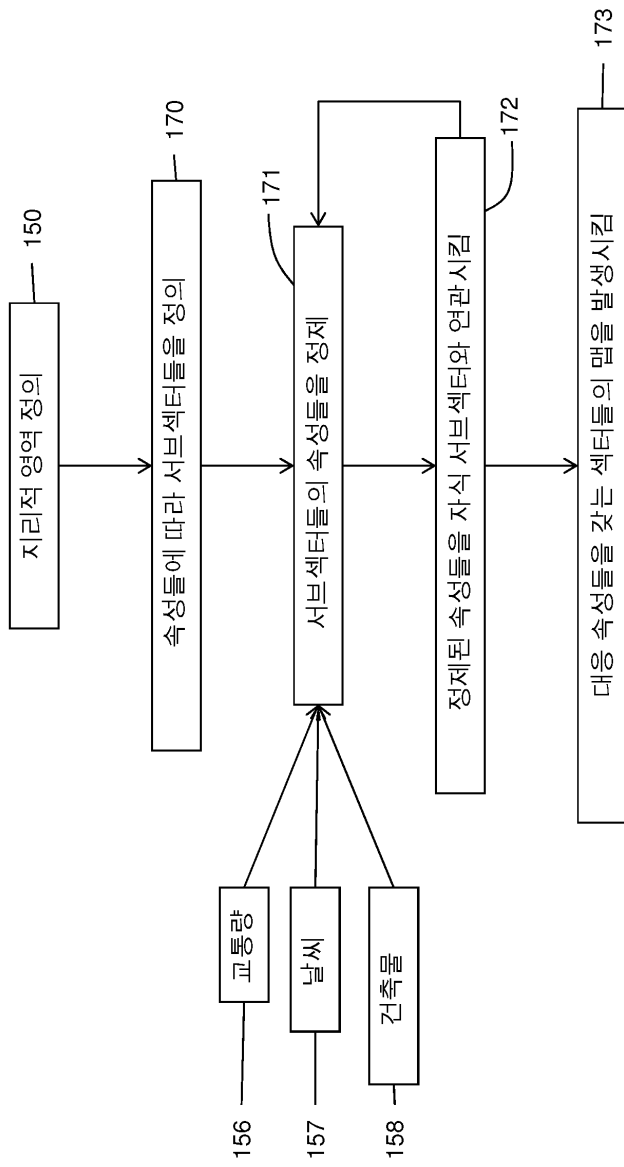 지리적 영역 정의
150
속성들에 따라 서브섹터들을 정의
170
서브섹터들의 속성들을 정제
171
교통량
156
날씨
157
건축물
158
정제된 속성들을 자식 서브섹터와 연관시킴
172
대응 속성들을 갖는 섹터들의 맵을 발생시킴
173